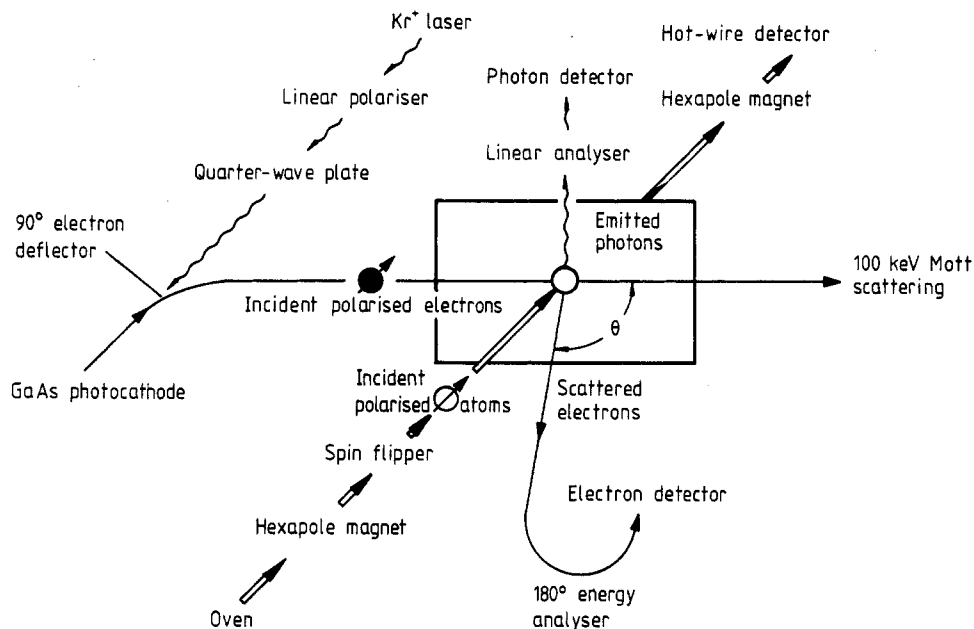 Kr+ laser
Linear polariser
Quarter-wave plate
90° electron
deflector
GaAs photocathode
Incident polarised electrons
Photon detector
Linear analyser
Emitted
photons
Hot-wire detector
Hexapole magnet
100 keV Mott
scattering
θ
Incident
polarised atoms
Scattered
electrons
Spin flipper
Hexapole magnet
Oven
Electron detector
180° energy
analyser